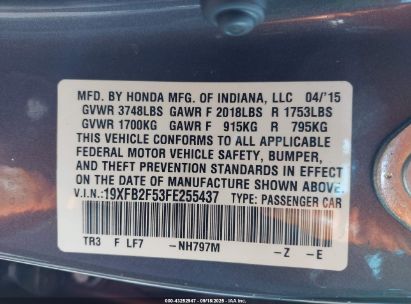 MFD. BY HONDA MFG. OF INDIANA, LLC 04/'15
GVWR 3748LBS GAWR F 2018LBS R 1753LBS
GVWR 1700KG GAWR F 915KG R 795KG
THIS VEHICLE CONFORMS TO ALL APPLICABLE
FEDERAL MOTOR VEHICLE SAFETY, BUMPER,
AND THEFT PREVENTION STANDARDS IN EFFECT
ON THE DATE OF MANUFACTURE SHOWN ABOVE.
V.I.N.:19XFB2F53FE255437 TYPE: PASSENGER CAR
TR3 F LF7 -NH797M -Z -E